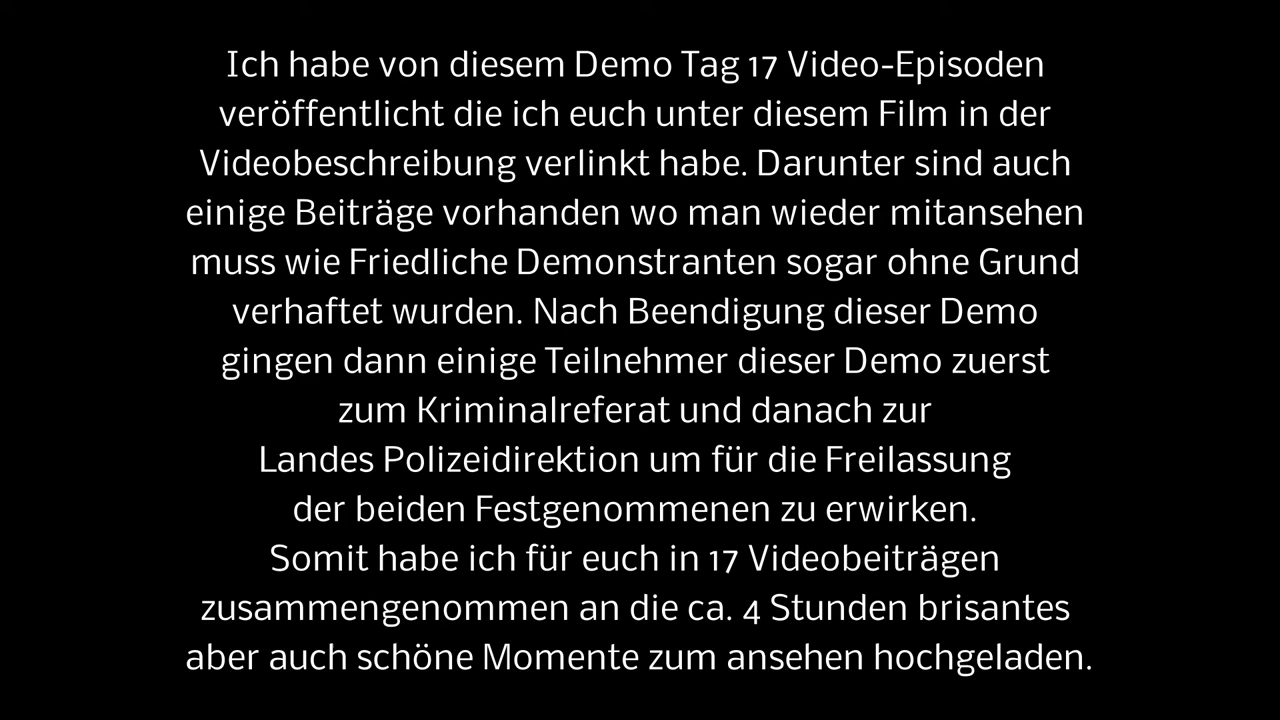 Ich habe von diesem Demo Tag 17 Video-Episoden
veröffentlicht die ich euch unter diesem Film in der
Videobeschreibung verlinkt habe. Darunter sind auch
einige Beiträge vorhanden wo man wieder mitansehen
muss wie Friedliche Demonstranten sogar ohne Grund
verhaftet wurden. Nach Beendigung dieser Demo
gingen dann einige Teilnehmer dieser Demo zuerst
zum Kriminalreferat und danach zur
Landes Polizeidirektion um für die Freilassung
der beiden Festgenommenen zu erwirken.
Somit habe ich für euch in 17 Videobeiträgen
zusammengenommen an die ca. 4 Stunden brisantes
aber auch schöne Momente zum ansehen hochgeladen.